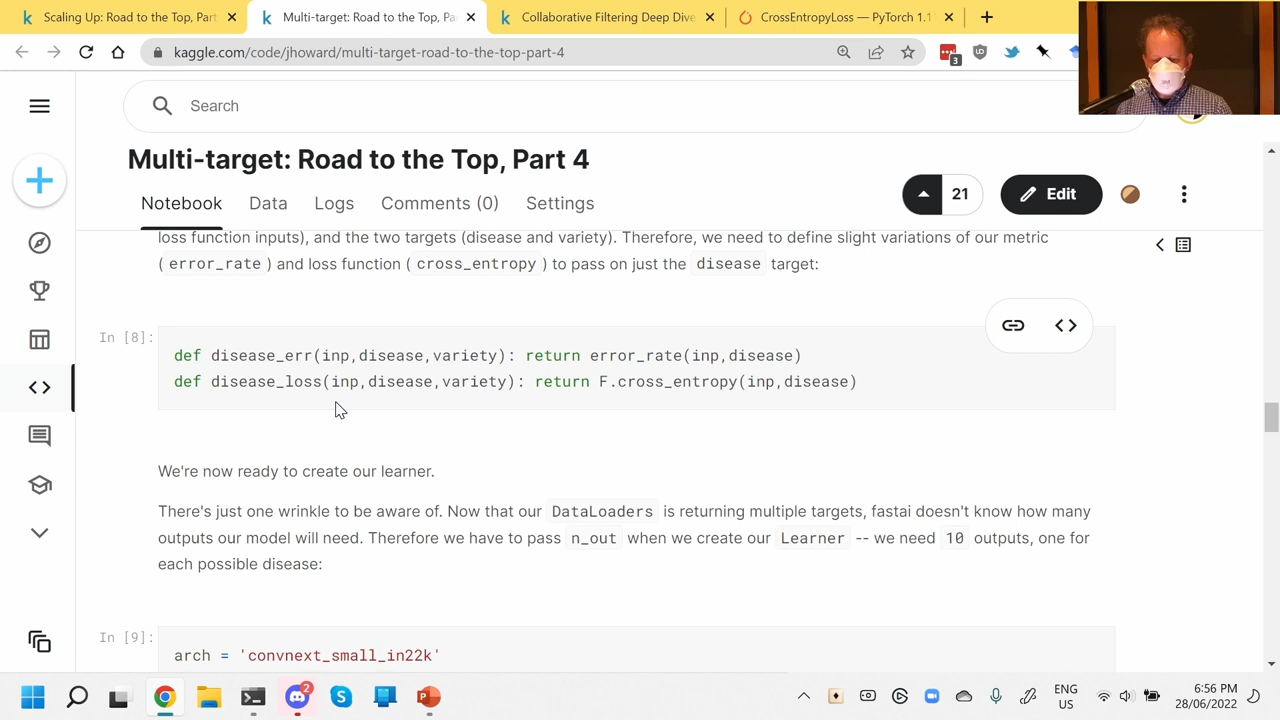 Scaling Up: Road to the Top, Part
Multi-target: Road to the Top, Pa
Collaborative Filtering Deep Dive
CrossEntropyLoss — PyTorch 1.1
kaggle.com/code/jhoward/multi-target-road-to-the-top-part-4
3
Search
Multi-target: Road to the Top, Part 4
21
Edit
Notebook
Data
Logs
Comments (0)
Settings
loss function inputs), and the two targets (disease and variety). Therefore, we need to define slight variations of our metric
( error_rate ) and loss function ( cross_entropy ) to pass on just the disease target:
In [8]:
def disease_err(inp,disease,variety): return error_rate(inp,disease)
def disease_loss(inp,disease,variety): return F.cross_entropy(inp,disease)
We're now ready to create our learner.
There's just one wrinkle to be aware of. Now that our DataLoaders is returning multiple targets, fastai doesn't know how many
outputs our model will need. Therefore we have to pass n_out when we create our Learner -- we need 10 outputs, one for
each possible disease:
In [9]:
arch = 'convnext_small_in22k'
2
ENG
US
6:56 PM
28/06/2022